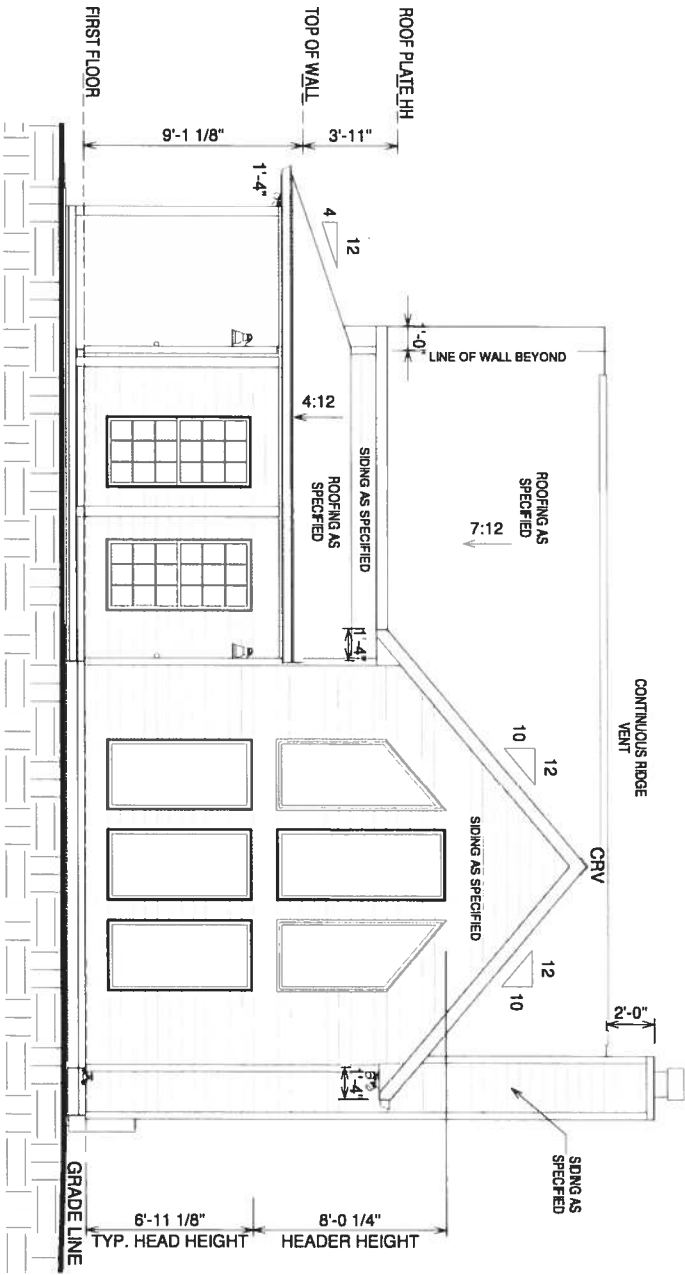 ROOF PLATE HH
TOP OF WALL
FIRST FLOOR
3'-11"
9'-1 1/8"
1'-4"
4
12
1'-0"
LINE OF WALL BEYOND
4:12
ROOFING AS
SPECIFIED
SIDING AS SPECIFIED
ROOFING AS
SPECIFIED
7:12
1'-4"
CONTINUOUS RIDGE
VENT
10
12
CRV
SIDING AS SPECIFIED
12
10
2'-0"
1'-4"
SIDING AS
SPECIFIED
GRADE LINE
6'-11 1/8"
TYP. HEAD HEIGHT
8'-0 1/4"
HEADER HEIGHT